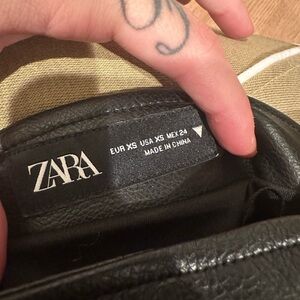 ZARA
EUR XS USA XS MEX 24
MADE IN CHINA